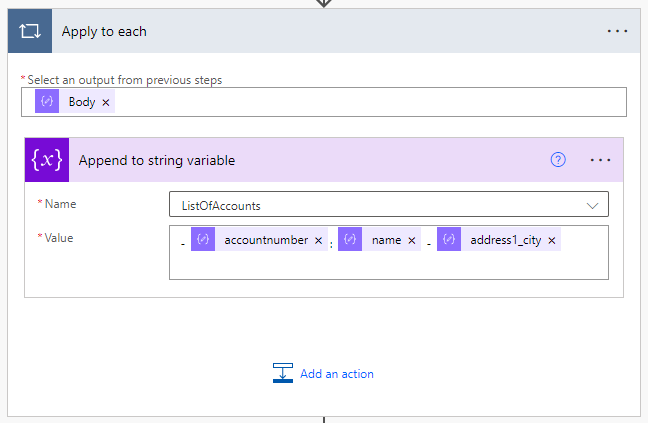 Apply to each
*Select an output from previous steps
Body ×
{x} Append to string variable ?
*Name ListOfAccounts
*Value - accountnumber × : name × - address1_city ×
Add an action